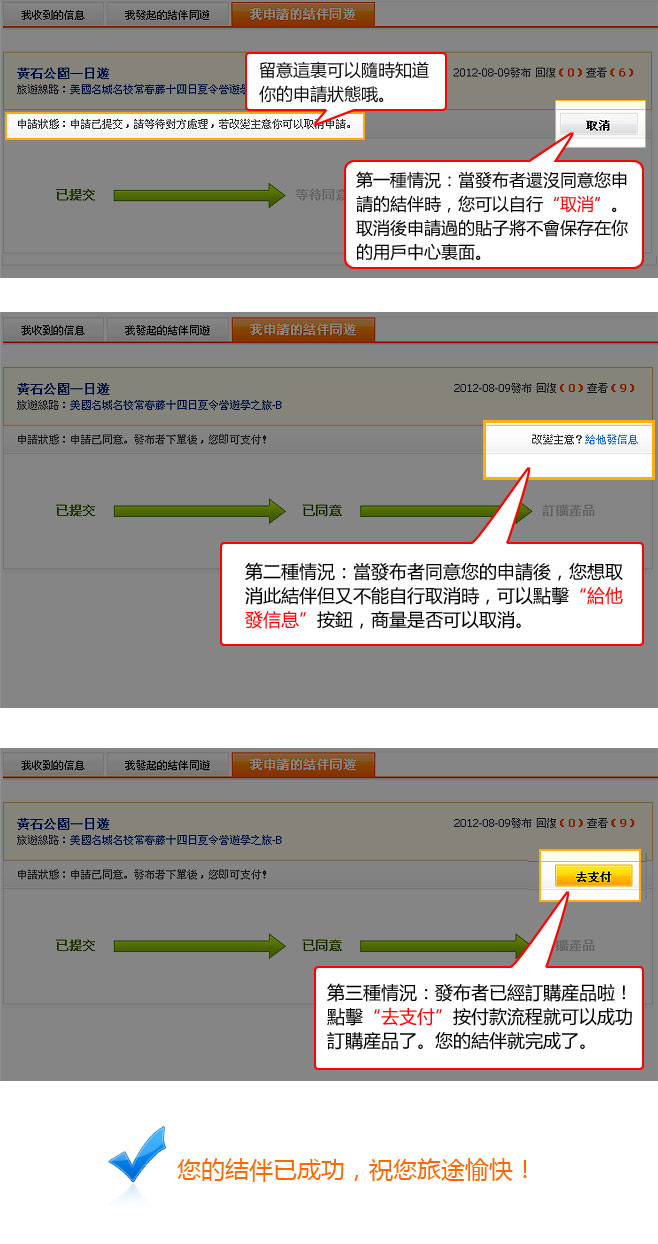 我收到的信息 我發起的結伴同遊 我申請的結伴同遊
黃石公園一日遊
2012-08-09發布 回復(0)查看(6)
旅遊線路：美國名城名校常春藤十四日夏令營遊學
留意這裏可以隨時知道
你的申請狀態哦。
申請狀態：申請已提交，請等待對方處理，若改變主意你可以取消申請。
取消
已提交 等待同意
第一種情況：當發布者還沒同意您申
請的結伴時，您可以自行“取消”。
取消後申請過的貼子將不會保存在你
的用戶中心裏面。
我收到的信息 我發起的結伴同遊 我申請的結伴同遊
黃石公園一日遊
2012-08-09發布 回復(0)查看(9)
旅遊線路：美國名城名校常春藤十四日夏令營遊學之旅-B
申請狀態：申請已同意。發布者下單後，您即可支付!
改變主意？給他發信息
已提交 已同意 訂購產品
第二種情況：當發布者同意您的申請後，您想取
消此結伴但又不能自行取消時，可以點擊“給他
發信息”按鈕，商量是否可以取消。
我收到的信息 我發起的結伴同遊 我申請的結伴同遊
黃石公園一日遊
2012-08-09發布 回復(0)查看(9)
旅遊線路：美國名城名校常春藤十四日夏令營遊學之旅-B
申請狀態：申請已同意。發布者下單後，您即可支付!
去支付
已提交 已同意 購產品
第三種情況：發布者已經訂購産品啦！
點擊“去支付”按付款流程就可以成功
訂購産品了。您的結伴就完成了。
您的结伴已成功，祝您旅途愉快！